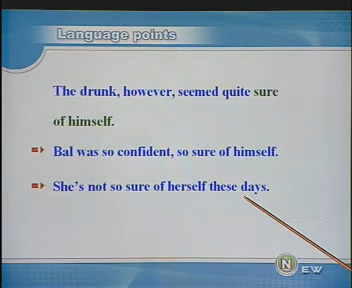 Language points
The drunk, however, seemed quite sure
of himself.
Bal was so confident, so sure of himself.
She's not so sure of herself these days.
NEW